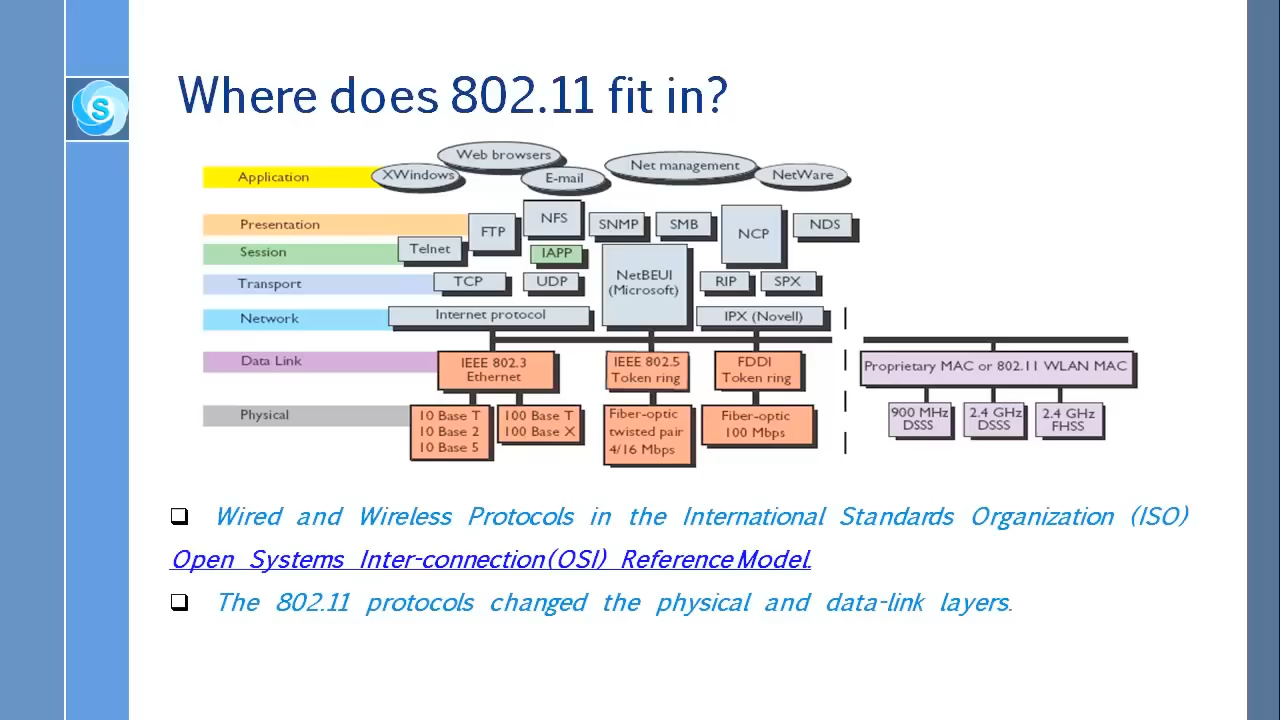 Where does 802.11 fit in?
S
Web browsers
Net management
Application
XWindows
E-mail
NetWare
Presentation
FTP
NFS
SNMP
SMB
NCP
NDS
Session
Telnet
IAPP
NetBEUI
(Microsoft)
Transport
TCP
UDP
RIP
SPX
Network
Internet protocol
IPX (Novell)
Data Link
IEEE 802.3
Ethernet
IEEE 802.5
Token ring
FDDI
Token ring
Proprietary MAC or 802.11 WLAN MAC
Physical
10 Base T
10 Base 2
10 Base 5
100 Base T
100 Base X
Fiber-optic
twisted pair
4/16 Mbps
Fiber-optic
100 Mbps
900 MHz
DSSS
2.4 GHz
DSSS
2.4 GHz
FHSS
Wired and Wireless Protocols in the International Standards Organization (ISO)
Open Systems Inter-connection(OSI) Reference Model.
The 802.11 protocols changed the physical and data-link layers.